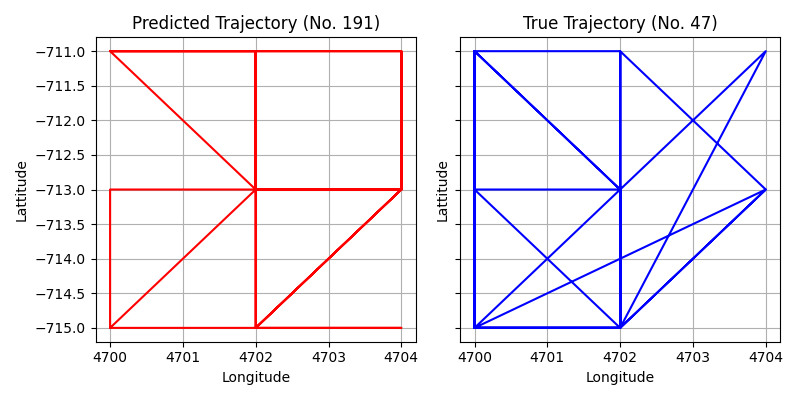 Predicted Trajectory (No. 191)
True Trajectory (No. 47)
−711.0
−711.5
−712.0
−712.5
−713.0
−713.5
−714.0
−714.5
−715.0
Lattitude
Lattitude
4700 4701 4702 4703 4704
4700 4701 4702 4703 4704
Longitude
Longitude